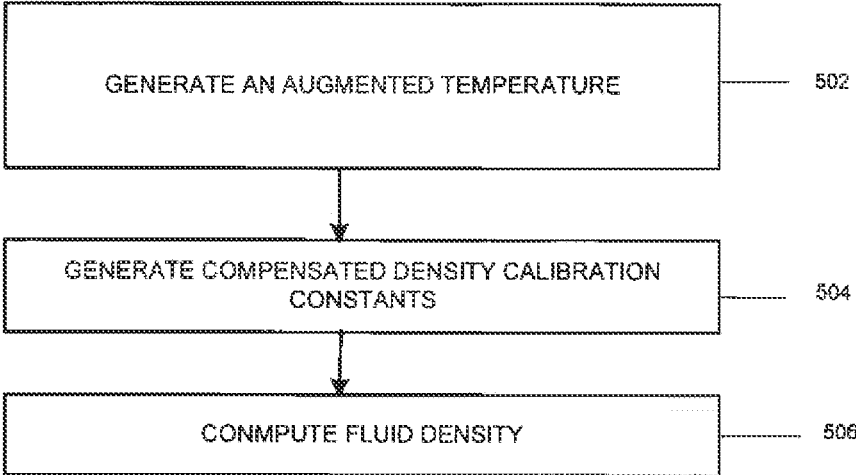 GENERATE AN AUGMENTED TEMPERATURE
502
GENERATE COMPENSATED DENSITY CALIBRATION
CONSTANTS
504
CONMPUTE FLUID DENSITY
506